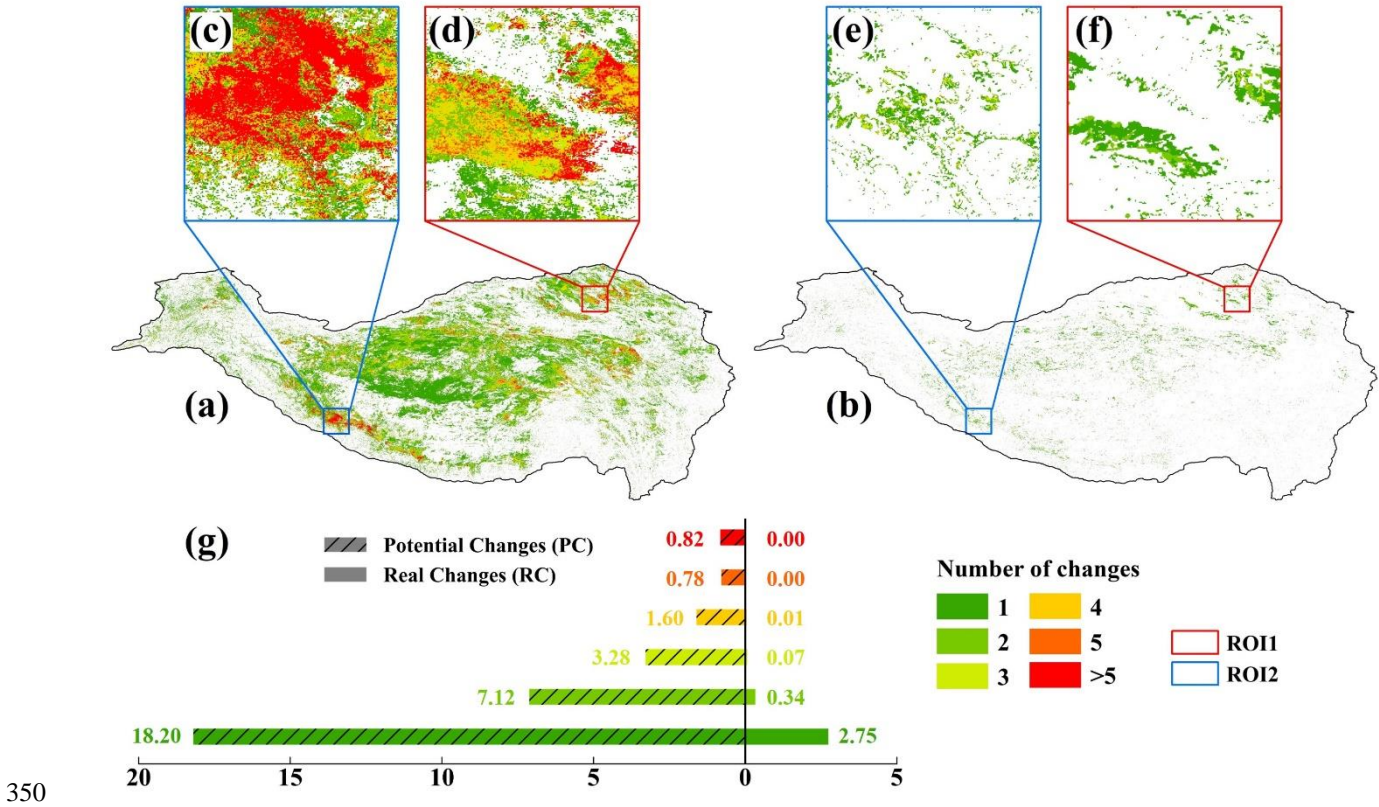 (c) (d) (e) (f)
(a) (b)
(g)
Potential Changes (PC)
Real Changes (RC)
0.82 0.00
0.78 0.00
1.60 0.01
3.28 0.07
7.12 0.34
18.20 2.75
20 15 10 5 0 5
Number of changes
1 4
2 5
3 >5
ROI1
ROI2
350